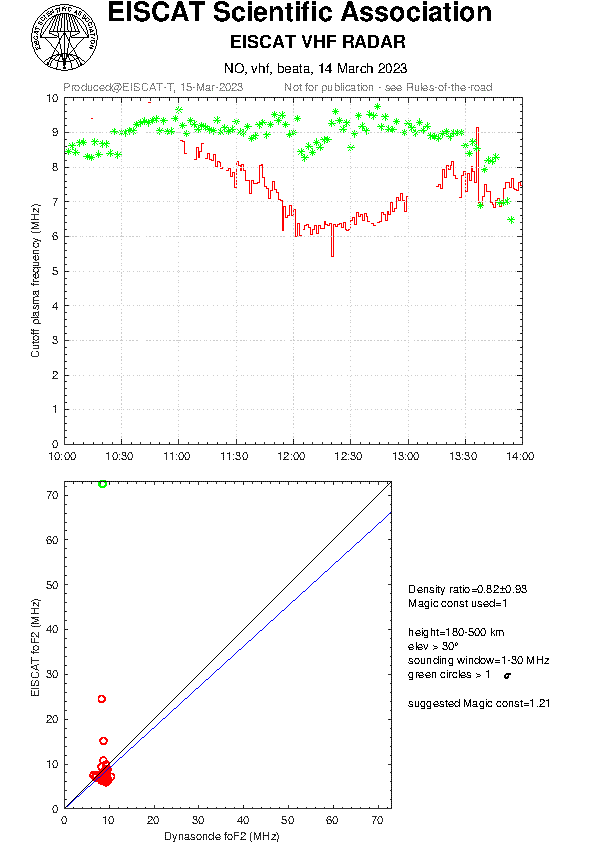 EISCAT Scientific Association
EISCAT VHF RADAR
NO, vhf, beata, 14 March 2023
EISCAT SCIENTIFIC ASSOCIATION
Produced@EISCAT-T, 15-Mar-2023 Not for publication - see Rules-of-the-road
10
9
8
7
6
5
4
3
2
1
0
Cutoff plasma frequency (MHz)
10:00 10:30 11:00 11:30 12:00 12:30 13:00 13:30 14:00
70
60
50
40
30
20
10
0
EISCAT foF2 (MHz)
0 10 20 30 40 50 60 70
Dynasonde foF2 (MHz)
Density ratio=0.82±0.93
Magic const used=1
height=180-500 km
elev > 30°
sounding window=1-30 MHz
green circles > 1 σ
suggested Magic const=1.21